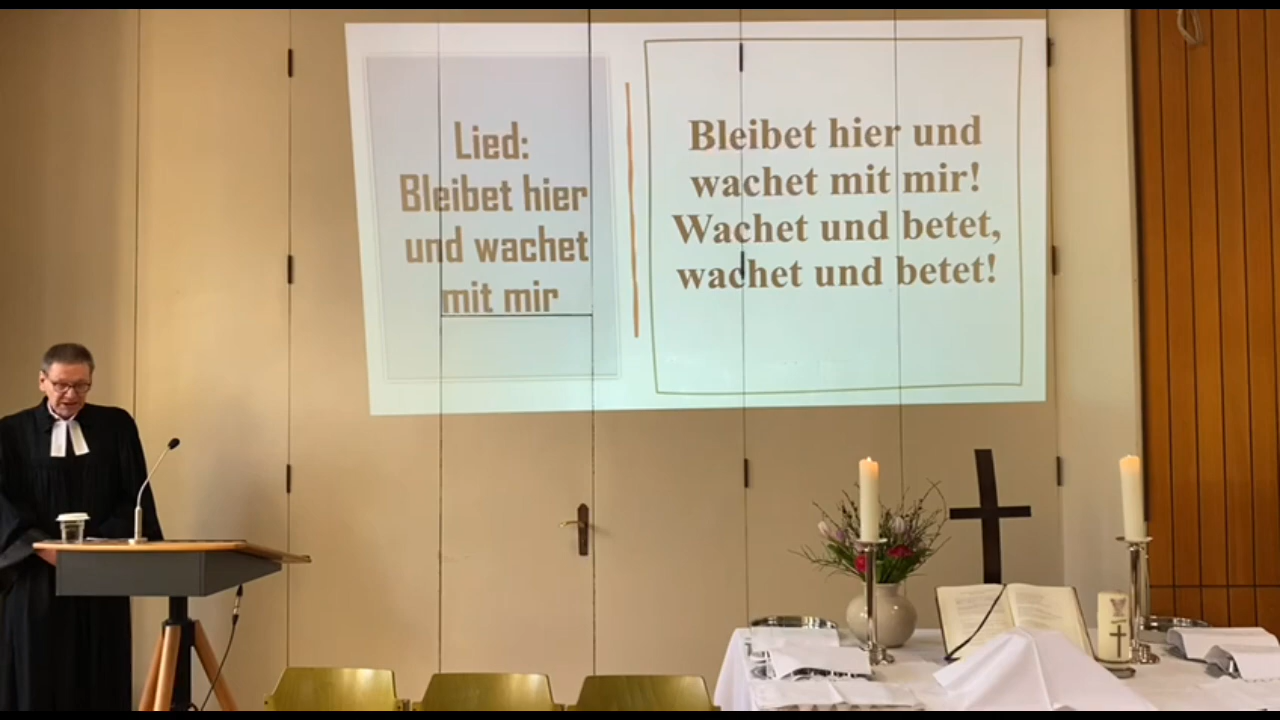 Lied:
Bleibet hier
und wachet
mit mir
Bleibet hier und
wachet mit mir!
Wachet und betet,
wachet und betet!